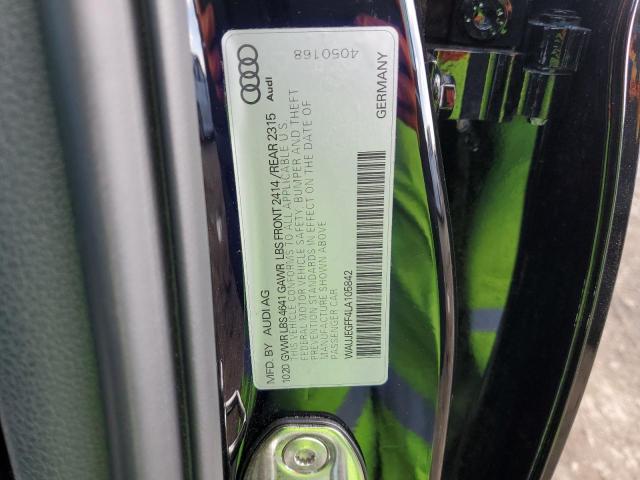 MFD. BY AUDI AG
10.20 GVWR LBS 4641 GAWR LBS FRONT 2414 /REAR 2315
THIS VEHICLE CONFORMS TO ALL APPLICABLE U.S.
FEDERAL MOTOR VEHICLE SAFETY, BUMPER AND THEFT
PREVENTION STANDARDS IN EFFECT ON THE DATE OF
MANUFACTURE SHOWN ABOVE
PASSENGER CAR
WAUJEGFF4LA105842
GERMANY
Audi
4050168